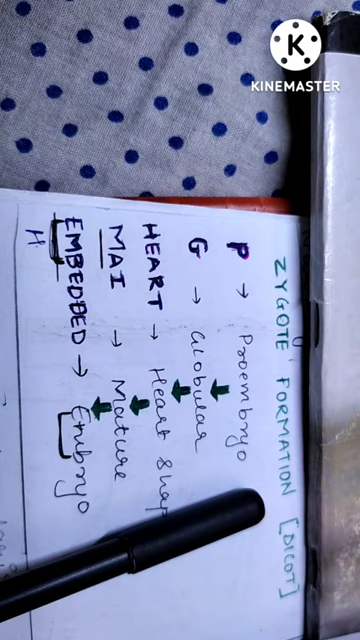 KINEMASTER
ZYGOTE FORMATION [DICOT]
P → Proembryo
G → Globular
HEART → Heart Shap
MAI → Mature
EMBEDDED → Embryo
H